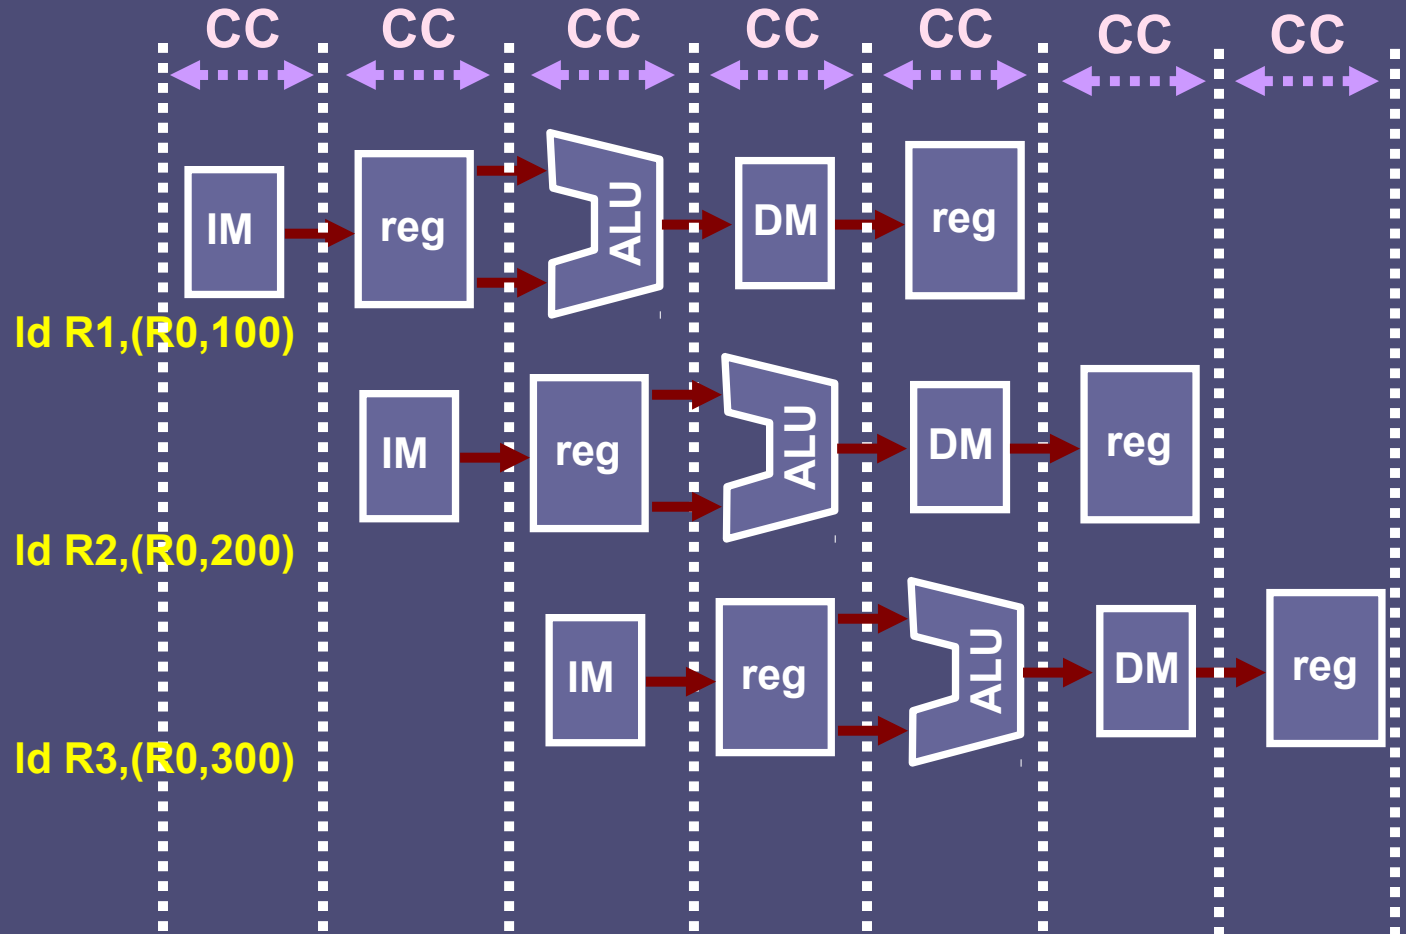 CC CC CC CC CC CC CC
IM reg ALU DM reg
ld R1,(R0,100)
IM reg ALU DM reg
ld R2,(R0,200)
IM reg ALU DM reg
ld R3,(R0,300)